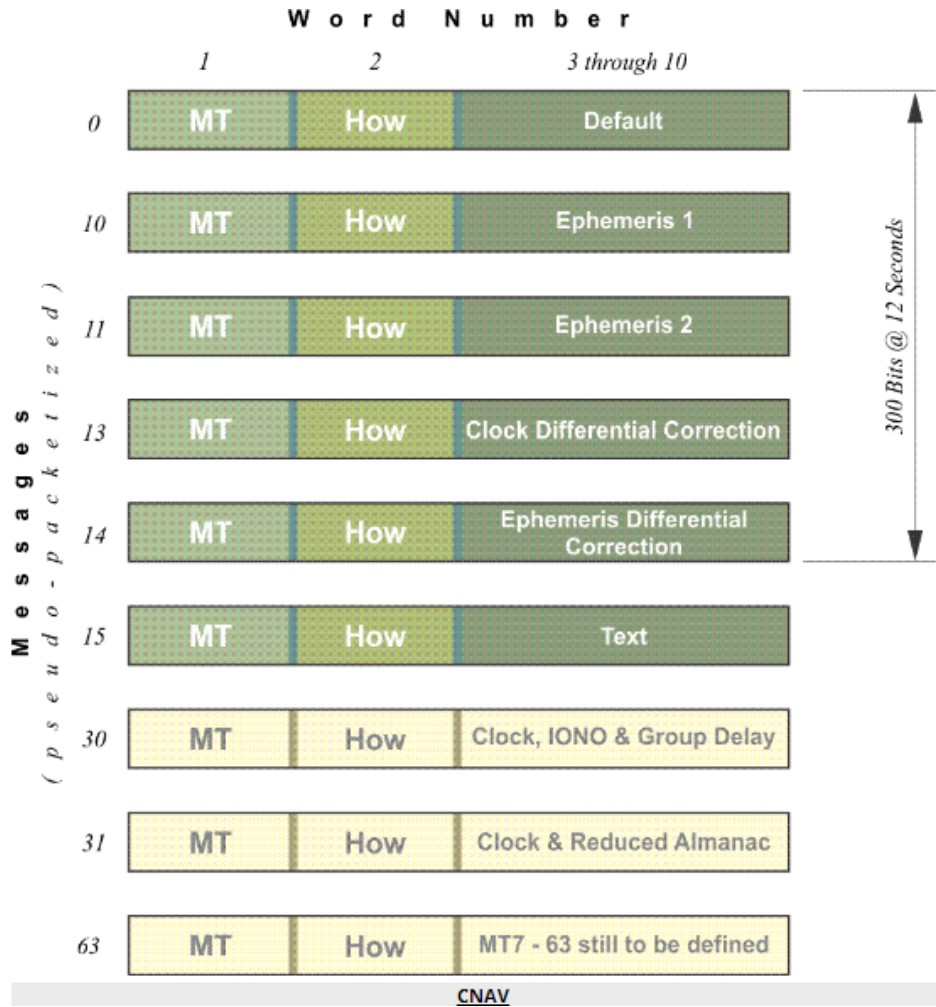 Word Number
1 2 3 through 10
0 MT How Default
10 MT How Ephemeris 1
11 MT How Ephemeris 2
13 MT How Clock Differential Correction
14 MT How Ephemeris Differential
Correction
15 MT How Text
30 MT How Clock, IONO & Group Delay
31 MT How Clock & Reduced Almanac
63 MT How MT7 - 63 still to be defined
Messages
(pseudo-packetized)
300 Bits @ 12 Seconds
CNAV